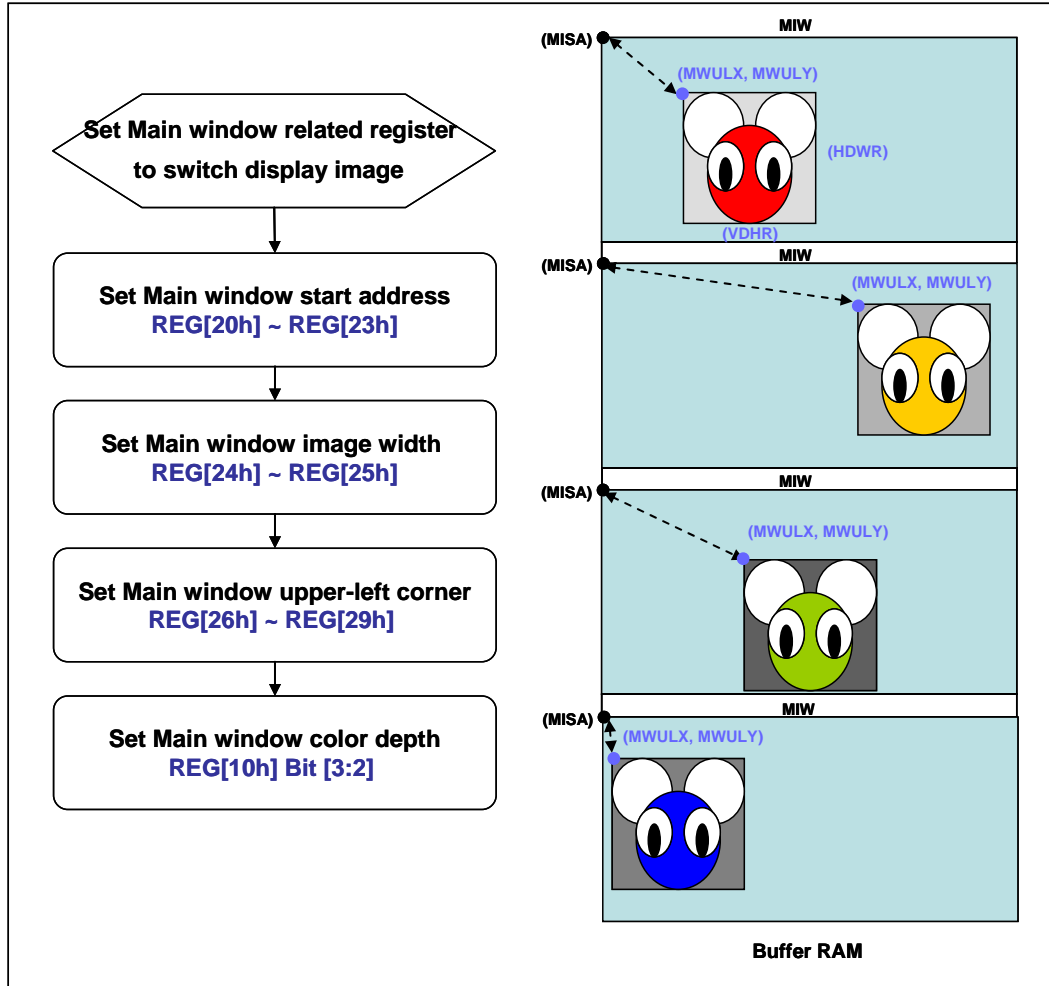 Set Main window related register
to switch display image
Set Main window start address
REG[20h] ~ REG[23h]
Set Main window image width
REG[24h] ~ REG[25h]
Set Main window upper-left corner
REG[26h] ~ REG[29h]
Set Main window color depth
REG[10h] Bit [3:2]
MIW
(MISA)
(MWULX, MWULY)
(HDWR)
(VDHR)
MIW
(MISA)
(MWULX, MWULY)
MIW
(MISA)
(MWULX, MWULY)
MIW
(MISA)
(MWULX, MWULY)
Buffer RAM